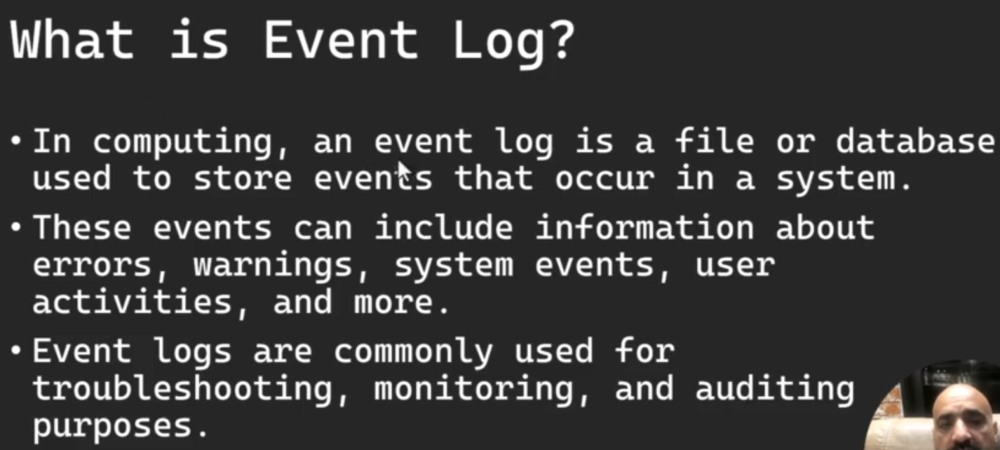 What is Event Log?
• In computing, an event log is a file or database
used to store events that occur in a system.
• These events can include information about
errors, warnings, system events, user
activities, and more.
• Event logs are commonly used for
troubleshooting, monitoring, and auditing
purposes.